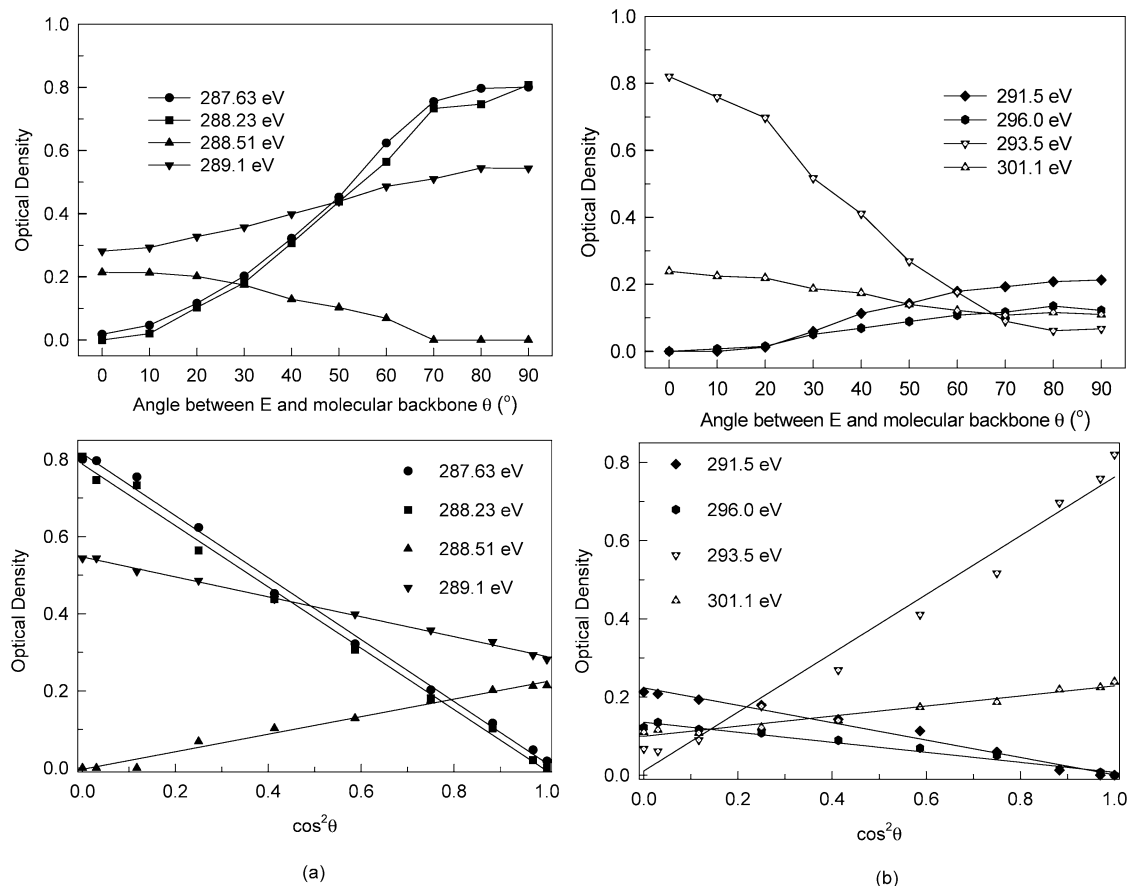 1.0
0.8
0.6
0.4
0.2
0.0
Optical Density
287.63 eV
288.23 eV
288.51 eV
289.1 eV
0 10 20 30 40 50 60 70 80 90
Angle between E and molecular backbone θ (°)
1.0
0.8
0.6
0.4
0.2
0.0
Optical Density
291.5 eV
296.0 eV
293.5 eV
301.1 eV
0 10 20 30 40 50 60 70 80 90
Angle between E and molecular backbone θ (°)
0.8
0.6
0.4
0.2
0.0
Optical Density
287.63 eV
288.23 eV
288.51 eV
289.1 eV
0.0 0.2 0.4 0.6 0.8 1.0
cos²θ
(a)
0.8
0.6
0.4
0.2
0.0
Optical Density
291.5 eV
296.0 eV
293.5 eV
301.1 eV
0.0 0.2 0.4 0.6 0.8 1.0
cos²θ
(b)